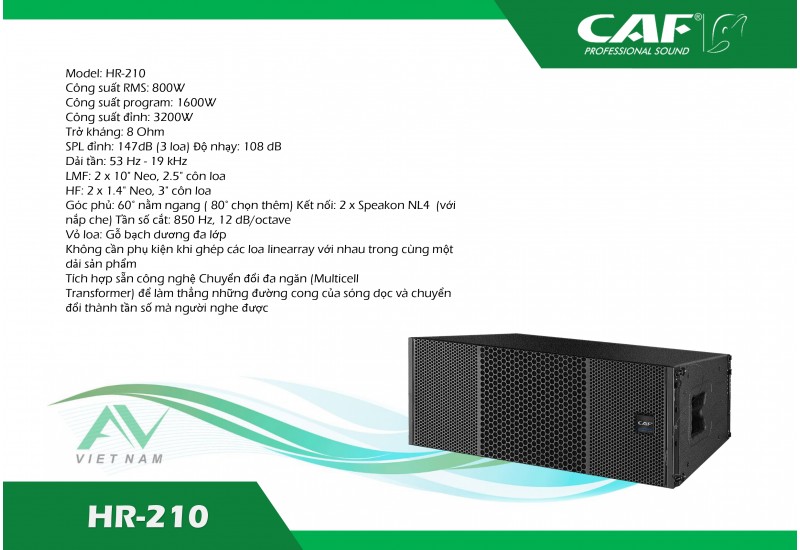 CAF®
PROFESSIONAL SOUND
Model: HR-210
Công suất RMS: 800W
Công suất program: 1600W
Công suất đỉnh: 3200W
Trở kháng: 8 Ohm
SPL đỉnh: 147dB (3 loa) Độ nhạy: 108 dB
Dải tần: 53 Hz - 19 kHz
LMF: 2 x 10" Neo, 2.5" côn loa
HF: 2 x 1.4" Neo, 3" côn loa
Góc phủ: 60° nằm ngang ( 80° chọn thêm) Kết nối: 2 x Speakon NL4 (với
nắp che) Tần số cắt: 850 Hz, 12 dB/octave
Vỏ loa: Gỗ bạch dương đa lớp
Không cần phụ kiện khi ghép các loa linearray với nhau trong cùng một
dải sản phẩm
Tích hợp sẵn công nghệ Chuyển đổi đa ngăn (Multicell
Transformer) để làm thẳng những đường cong của sóng dọc và chuyển
đổi thành tần số mà người nghe được
CAF
AV
VIETNAM
HR-210